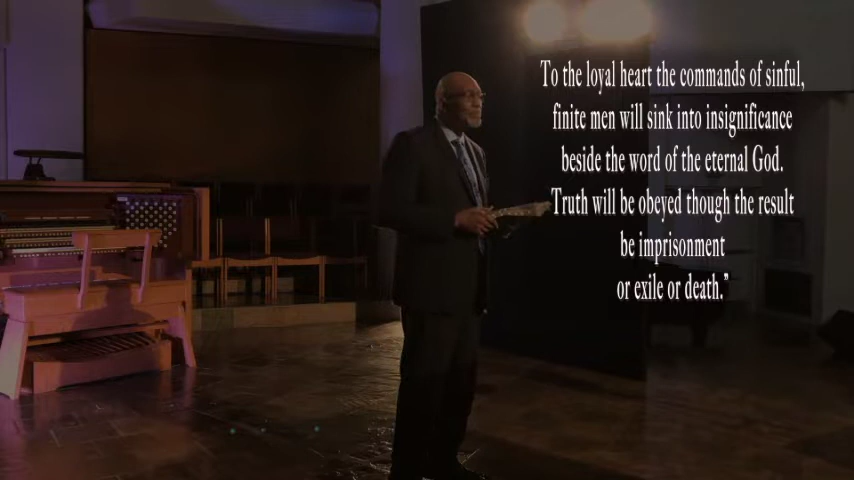 To the loyal heart the commands of sinful,
finite men will sink into insignificance
beside the word of the eternal God.
Truth will be obeyed though the result
be imprisonment
or exile or death."